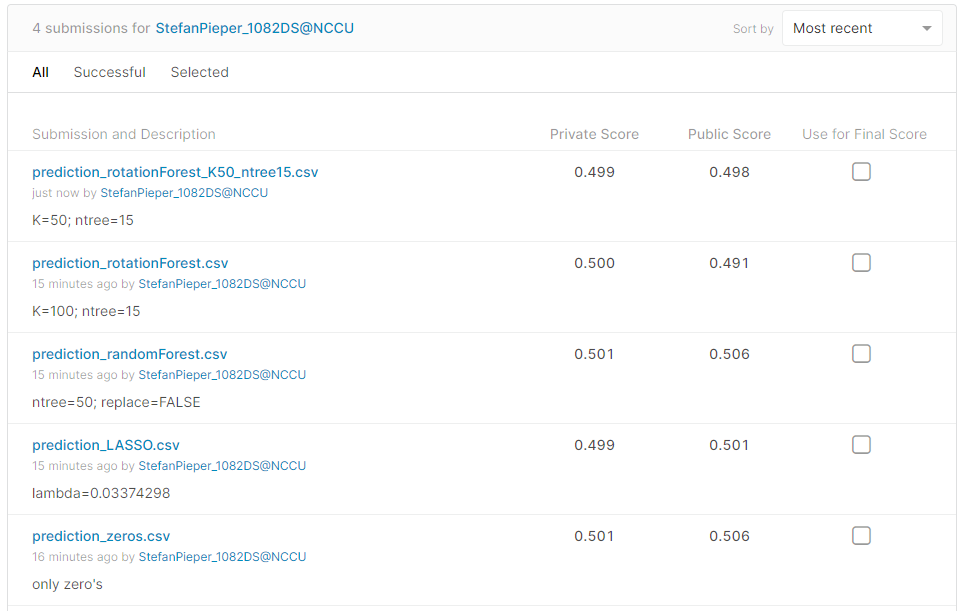 4 submissions for StefanPieper_1082DS@NCCU Sort by Most recent
All Successful Selected
Submission and Description Private Score Public Score Use for Final Score
prediction_rotationForest_K50_ntree15.csv 0.499 0.498
just now by StefanPieper_1082DS@NCCU
K=50; ntree=15
prediction_rotationForest.csv 0.500 0.491
15 minutes ago by StefanPieper_1082DS@NCCU
K=100; ntree=15
prediction_randomForest.csv 0.501 0.506
15 minutes ago by StefanPieper_1082DS@NCCU
ntree=50; replace=FALSE
prediction_LASSO.csv 0.499 0.501
15 minutes ago by StefanPieper_1082DS@NCCU
lambda=0.03374298
prediction_zeros.csv 0.501 0.506
16 minutes ago by StefanPieper_1082DS@NCCU
only zero's